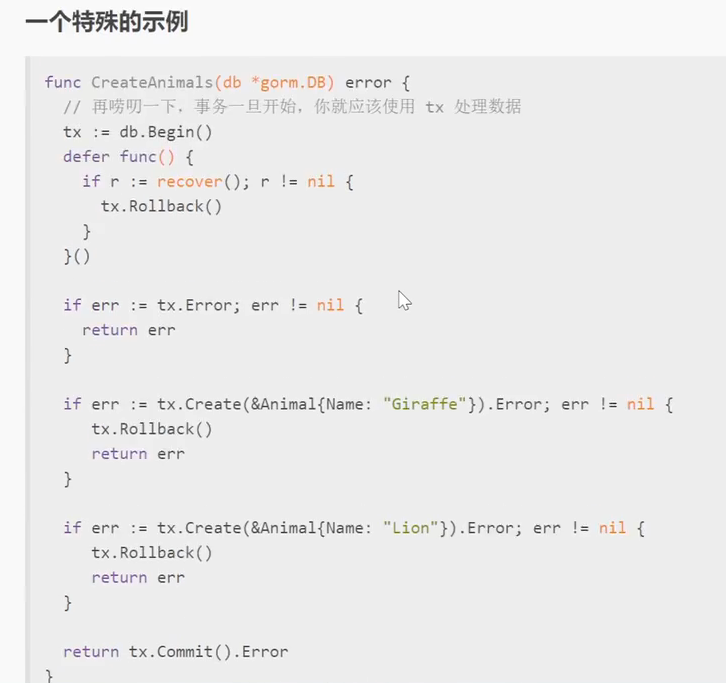 一个特殊的示例
func CreateAnimals(db *gorm.DB) error {
// 再唠叨一下，事务一旦开始，你就应该使用 tx 处理数据
tx := db.Begin()
defer func() {
if r := recover(); r != nil {
tx.Rollback()
}
}()
if err := tx.Error; err != nil {
return err
}
if err := tx.Create(&Animal{Name: "Giraffe"}).Error; err != nil {
tx.Rollback()
return err
}
if err := tx.Create(&Animal{Name: "Lion"}).Error; err != nil {
tx.Rollback()
return err
}
return tx.Commit().Error
}